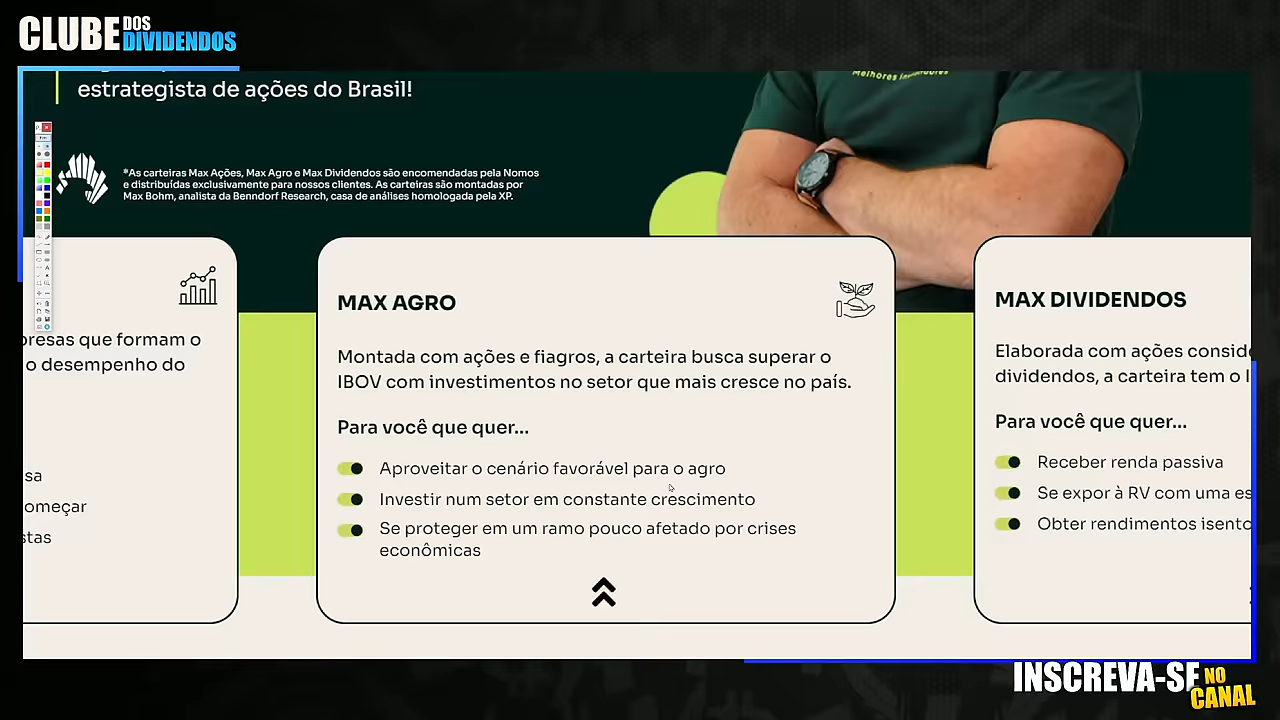 CLUBE DOS DIVIDENDOS
estrategista de ações do Brasil!
*As carteiras Max Ações, Max Agro e Max Dividendos são encomendadas pela Nomos
e distribuídas exclusivamente para nossos clientes. As carteiras são montadas por
Max Bohm, analista da Benndorf Research, casa de análises homologada pela XP.
resas que formam o
o desempenho do
sa
omeçar
stas
MAX AGRO
Montada com ações e fiagros, a carteira busca superar o
IBOV com investimentos no setor que mais cresce no país.
Para você que quer...
Aproveitar o cenário favorável para o agro
Investir num setor em constante crescimento
Se proteger em um ramo pouco afetado por crises
econômicas
MAX DIVIDENDOS
Elaborada com ações consid
dividendos, a carteira tem o I
Para você que quer...
Receber renda passiva
Se expor à RV com uma es
Obter rendimentos isento
INSCREVA-SE NO CANAL